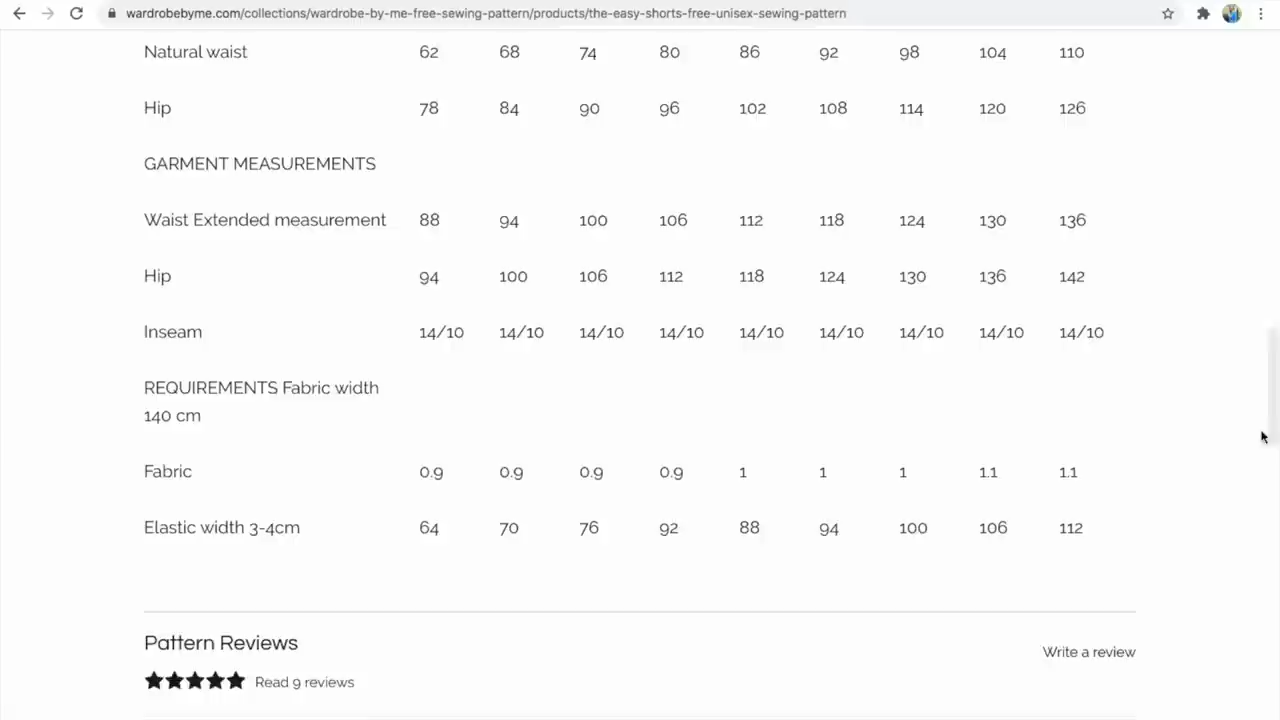 wardrobebyme.com/collections/wardrobe-by-me-free-sewing-pattern/products/the-easy-shorts-free-unisex-sewing-pattern
Natural waist 62 68 74 80 86 92 98 104 110
Hip 78 84 90 96 102 108 114 120 126
GARMENT MEASUREMENTS
Waist Extended measurement 88 94 100 106 112 118 124 130 136
Hip 94 100 106 112 118 124 130 136 142
Inseam 14/10 14/10 14/10 14/10 14/10 14/10 14/10 14/10 14/10
REQUIREMENTS Fabric width
140 cm
Fabric 0.9 0.9 0.9 0.9 1 1 1 1.1 1.1
Elastic width 3-4cm 64 70 76 92 88 94 100 106 112
Pattern Reviews
Write a review
Read 9 reviews